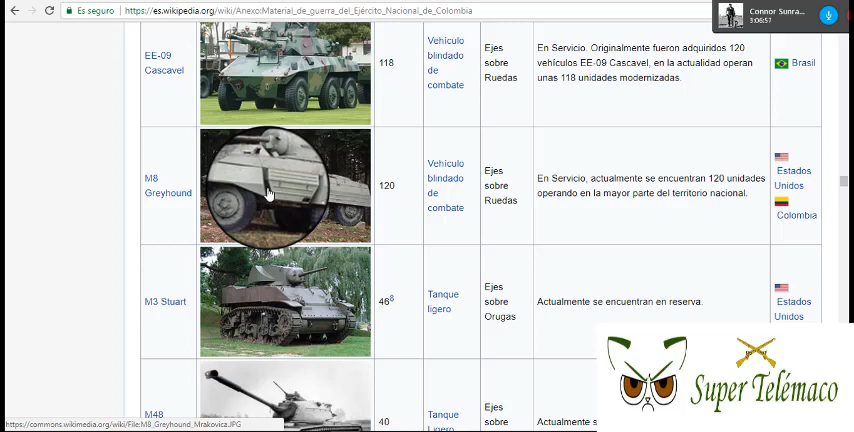 Es seguro
https://es.wikipedia.org/wiki/Anexo:Material_de_guerra_del_Ejército_Nacional_de_Colombia
Connor Sunra...
3:06:57
EE-09
Cascavel
118
Vehículo
blindado
de
combate
Ejes
sobre
Ruedas
En Servicio. Originalmente fueron adquiridos 120
vehículos EE-09 Cascavel, en la actualidad operan
unas 118 unidades modernizadas.
Brasil
M8
Greyhound
120
Vehículo
blindado
de
combate
Ejes
sobre
Ruedas
En Servicio, actualmente se encuentran 120 unidades
operando en la mayor parte del territorio nacional.
Estados
Unidos
Colombia
M3 Stuart
46
Tanque
ligero
Ejes
sobre
Orugas
Actualmente se encuentran en reserva.
Estados
Unidos
M48
40
Tanque
Ligero
Ejes
sobre
Actualmente s
Super Telémaco
https://commons.wikimedia.org/wiki/File:M8_Greyhound_Mrakovica.JPG